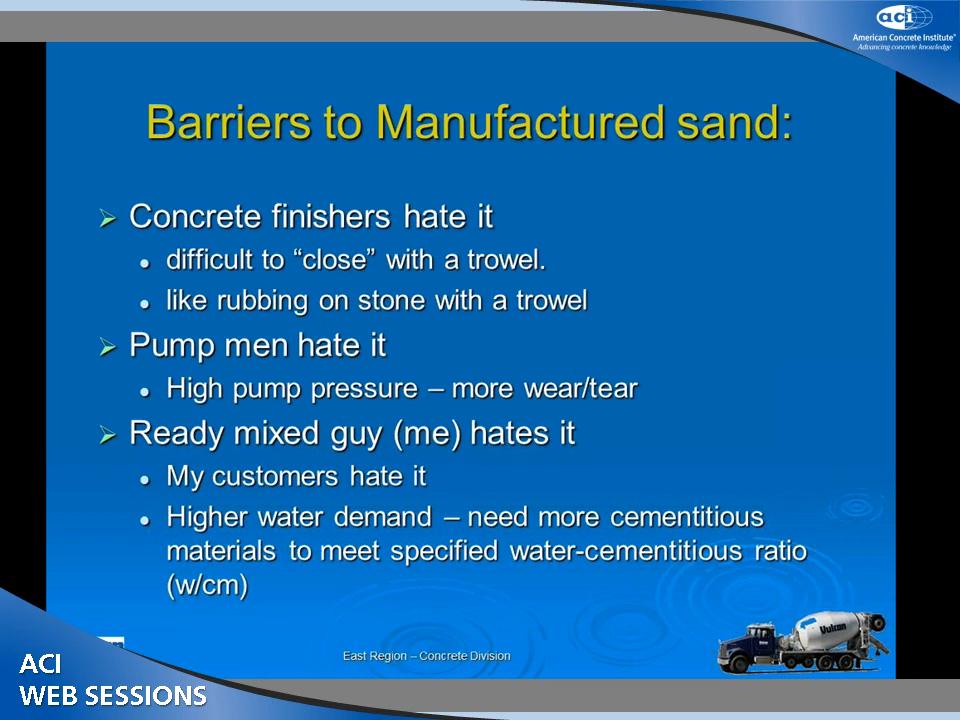 aci
American Concrete Institute®
Advancing concrete knowledge
Barriers to Manufactured sand:
Concrete finishers hate it
difficult to “close” with a trowel.
like rubbing on stone with a trowel
Pump men hate it
High pump pressure – more wear/tear
Ready mixed guy (me) hates it
My customers hate it
Higher water demand – need more cementitious
materials to meet specified water-cementitious ratio
(w/cm)
Vulcan
East Region – Concrete Division
ACI
WEB SESSIONS